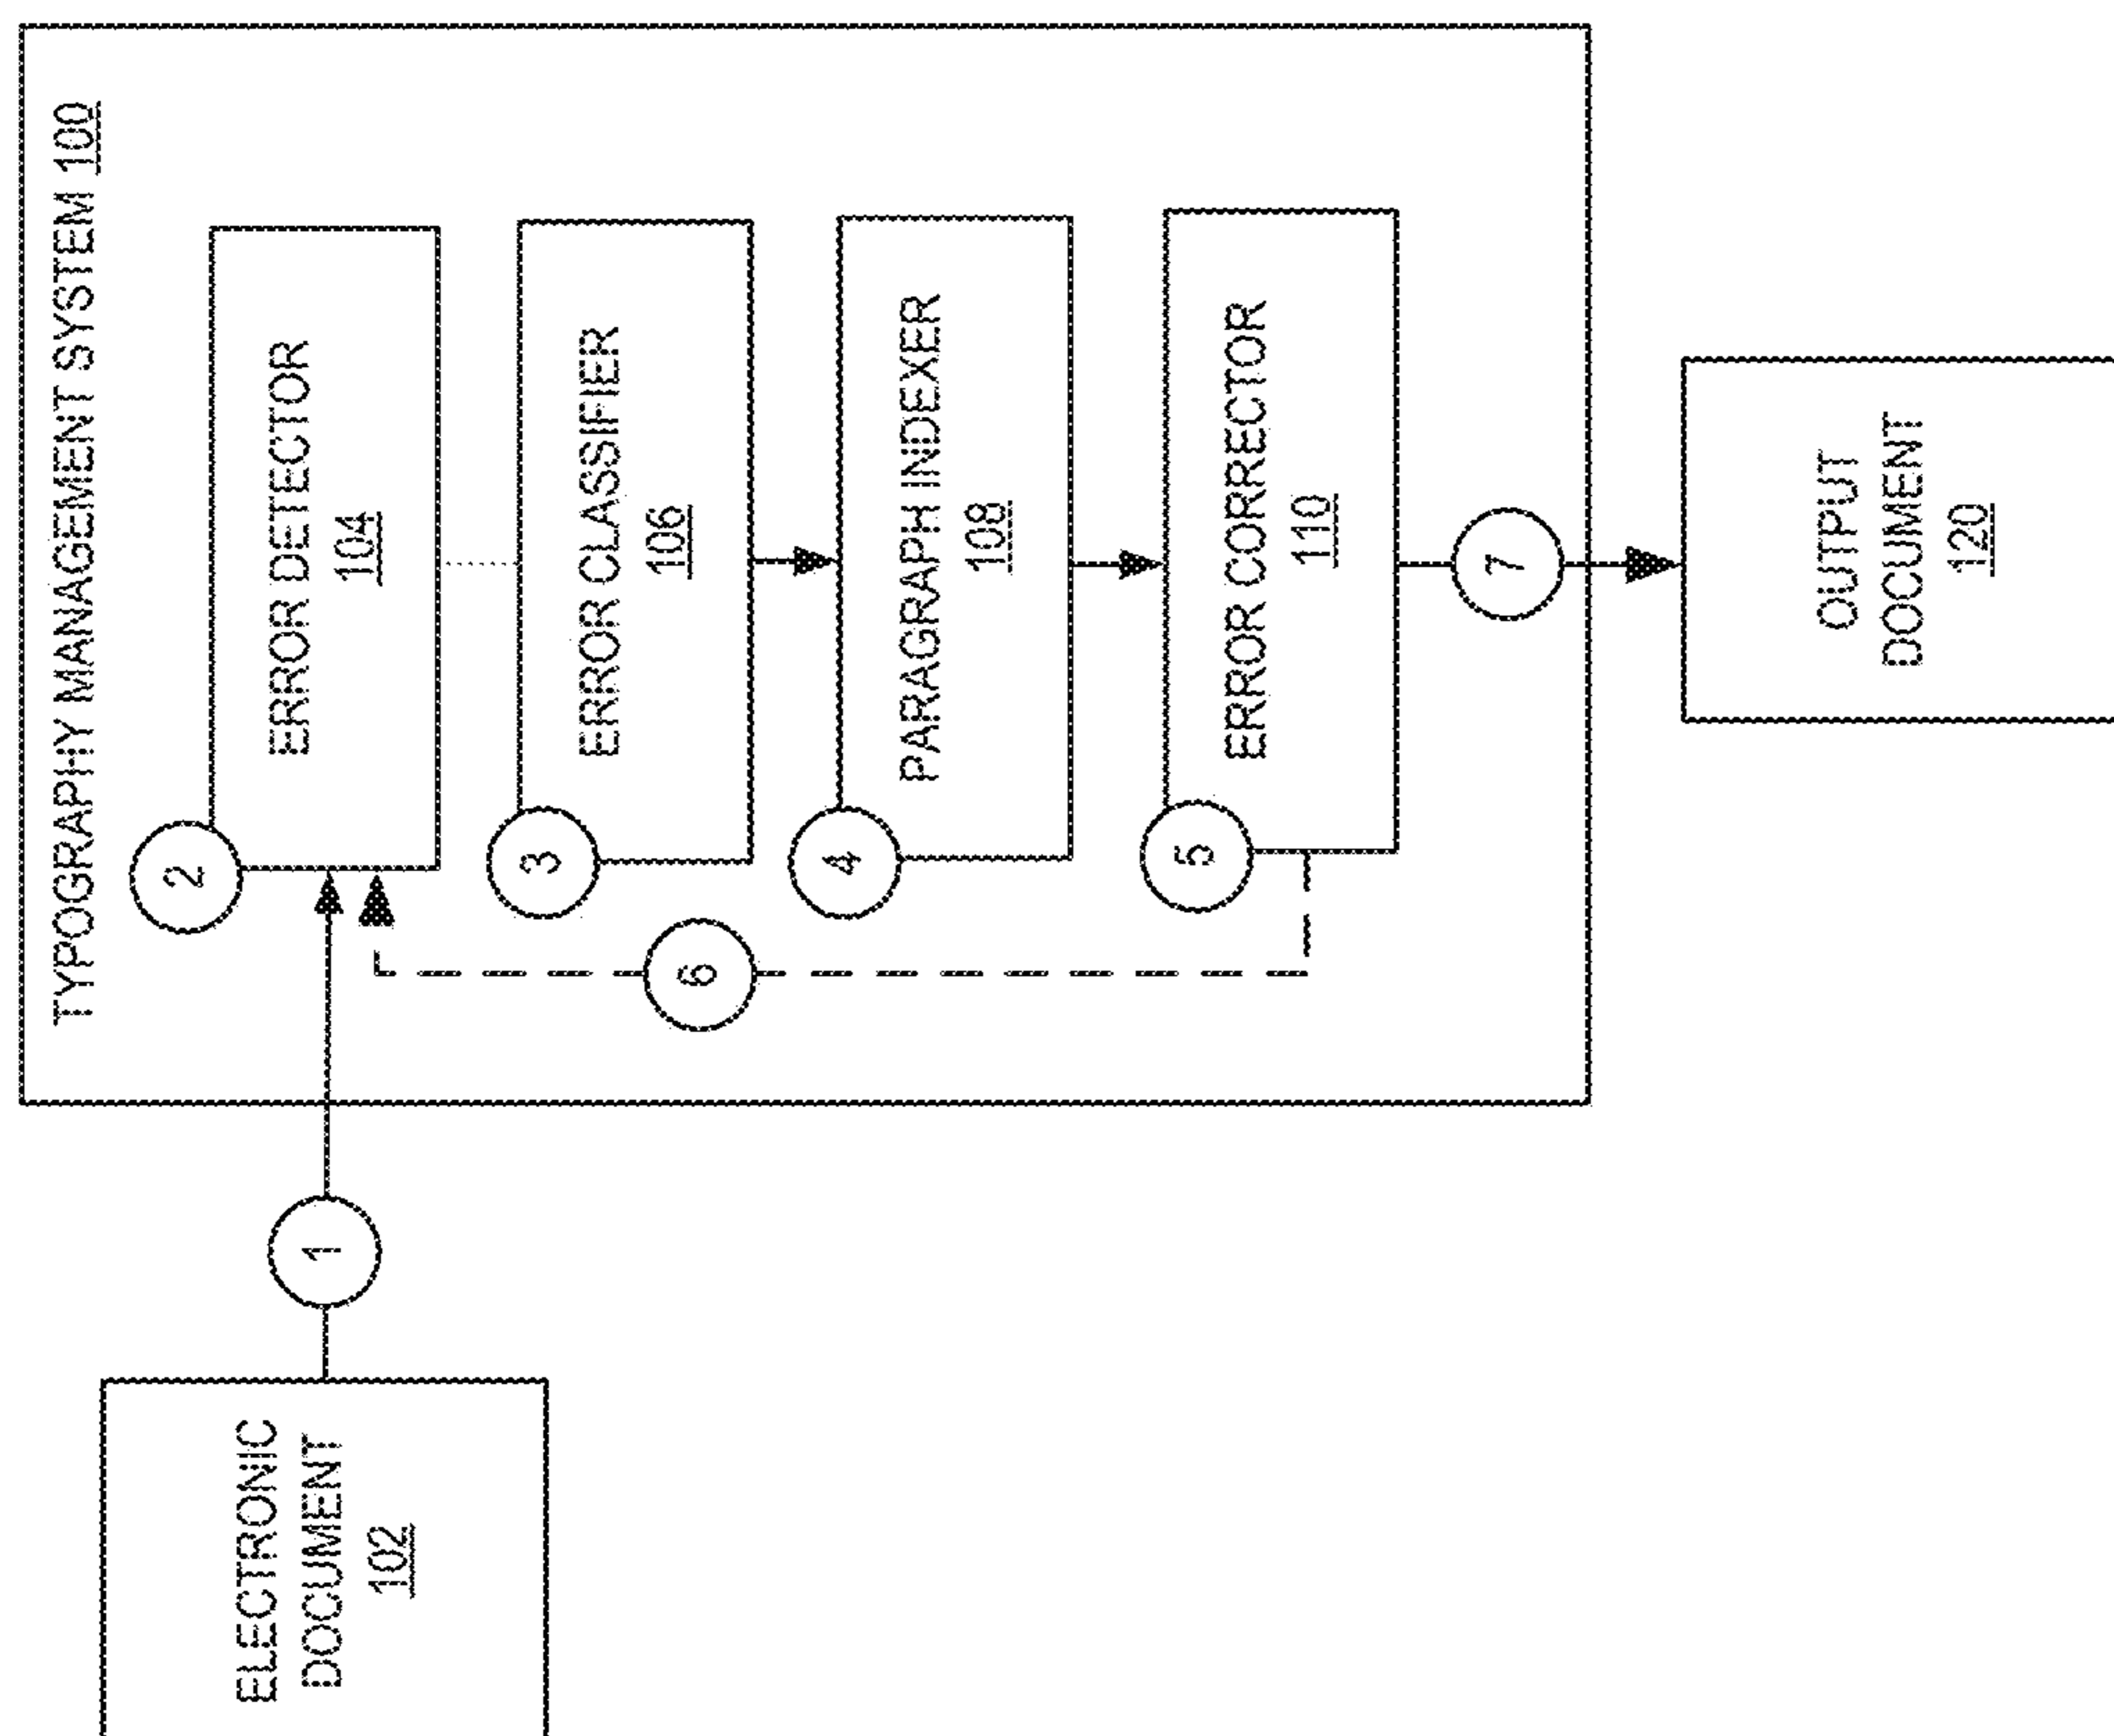 TYPOGRAPHY MANAGEMENT SYSTEM 100
ELECTRONIC
DOCUMENT
102
1
2
ERROR DETECTOR
104
3
ERROR CLASSIFIER
106
4
PARAGRAPH INDEXER
108
5
ERROR CORRECTOR
110
6
7
OUTPUT
DOCUMENT
120